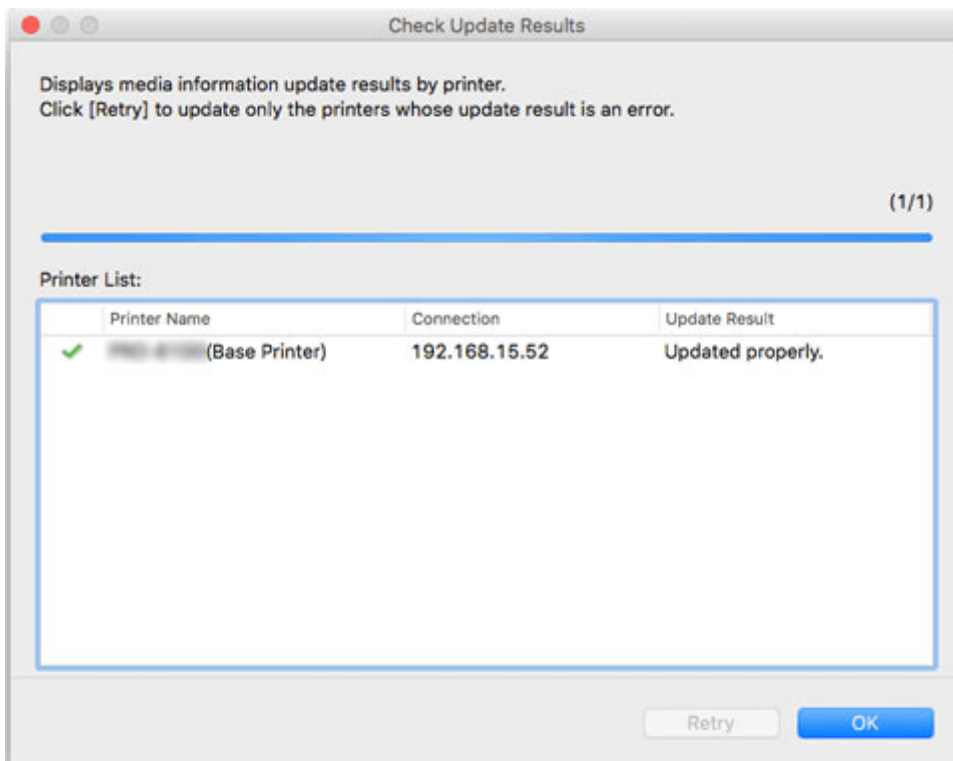 Check Update Results
Displays media information update results by printer.
Click [Retry] to update only the printers whose update result is an error.
(1/1)
Printer List:
Printer Name Connection Update Result
(Base Printer) 192.168.15.52 Updated properly.
Retry OK